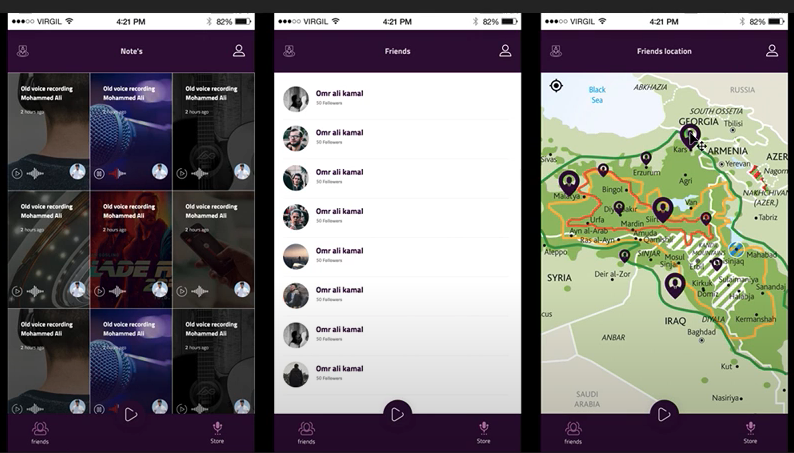 ●●●○○ VIRGIL 4:21 PM 82%
Note's
Old voice recording
Mohammed Ali
2 hours ago
Old voice recording
Mohammed Ali
2 hours ago
Old voice recording
Mohammed Ali
2 hours ago
Old voice recording
Mohammed Ali
2 hours ago
Old voice recording
Mohammed Ali
2 hours ago
Old voice recording
Mohammed Ali
2 hours ago
Old voice recording
Mohammed Ali
2 hours ago
Old voice recording
Mohammed Ali
2 hours ago
Old voice recording
Mohammed Ali
2 hours ago
friends
Store
●●●○○ VIRGIL 4:21 PM 82%
Friends
Omr ali kamal
50 Followers
Omr ali kamal
50 Followers
Omr ali kamal
50 Followers
Omr ali kamal
50 Followers
Omr ali kamal
50 Followers
Omr ali kamal
50 Followers
Omr ali kamal
50 Followers
Omr ali kamal
50 Followers
friends
Store
●●●○○ VIRGIL 4:21 PM 82%
Friends location
Black
Sea
ABKHAZIA
RUSSIA
SOUTH OSSETIA
GEORGIA
Tbilisi
Kars
ARMENIA
Yerevan
AZER
Sivas
Erzurum
Agri
NAKHCHIVAN
(AZER.)
Bingol
Malatya
Van
Tabriz
Urfa
Mardin
Ayn al-Arab
Amuda
Ras al-Ayn
Qamishli
Aleppo
SINJAR
Mosul
Sinjar
Mahabad
SYRIA
Deir al-Zor
Kirkuk
Sulaimaniya
Sananda
Halabja
cus
IRAQ
DIYALA
Kermanshah
Baghdad
ANBAR
Kut
SAUDI
ARABIA
Nasiriya
friends
Store